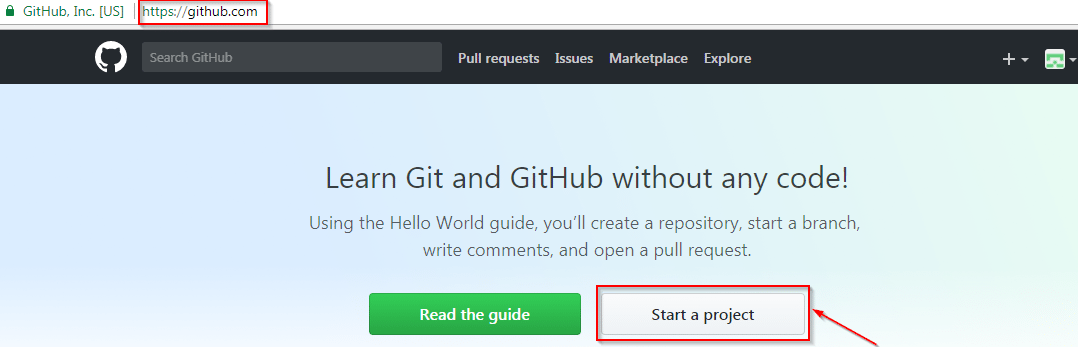 GitHub, Inc. [US] https://github.com
Search GitHub Pull requests Issues Marketplace Explore
Learn Git and GitHub without any code!
Using the Hello World guide, you’ll create a repository, start a branch,
write comments, and open a pull request.
Read the guide Start a project